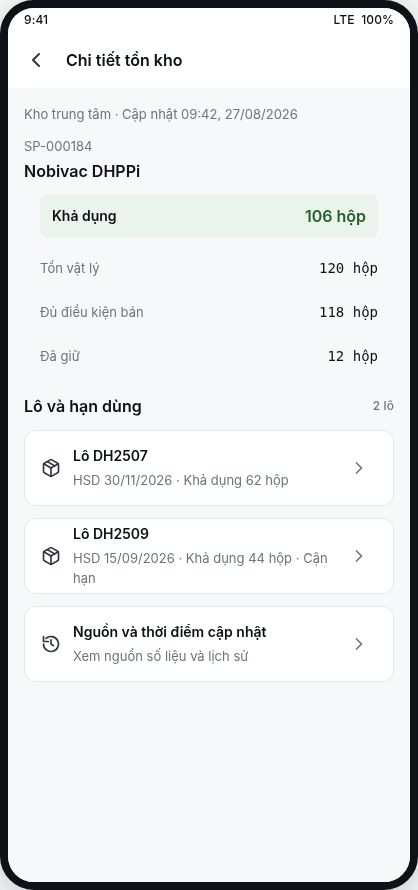 9:41 LTE 100%
Chi tiết tồn kho
Kho trung tâm · Cập nhật 09:42, 27/08/2026
SP-000184
Nobivac DHPPi
Khả dụng 106 hộp
Tồn vật lý 120 hộp
Đủ điều kiện bán 118 hộp
Đã giữ 12 hộp
Lô và hạn dùng 2 lô
Lô DH2507
HSD 30/11/2026 · Khả dụng 62 hộp
Lô DH2509
HSD 15/09/2026 · Khả dụng 44 hộp · Cận
hạn
Nguồn và thời điểm cập nhật
Xem nguồn số liệu và lịch sử